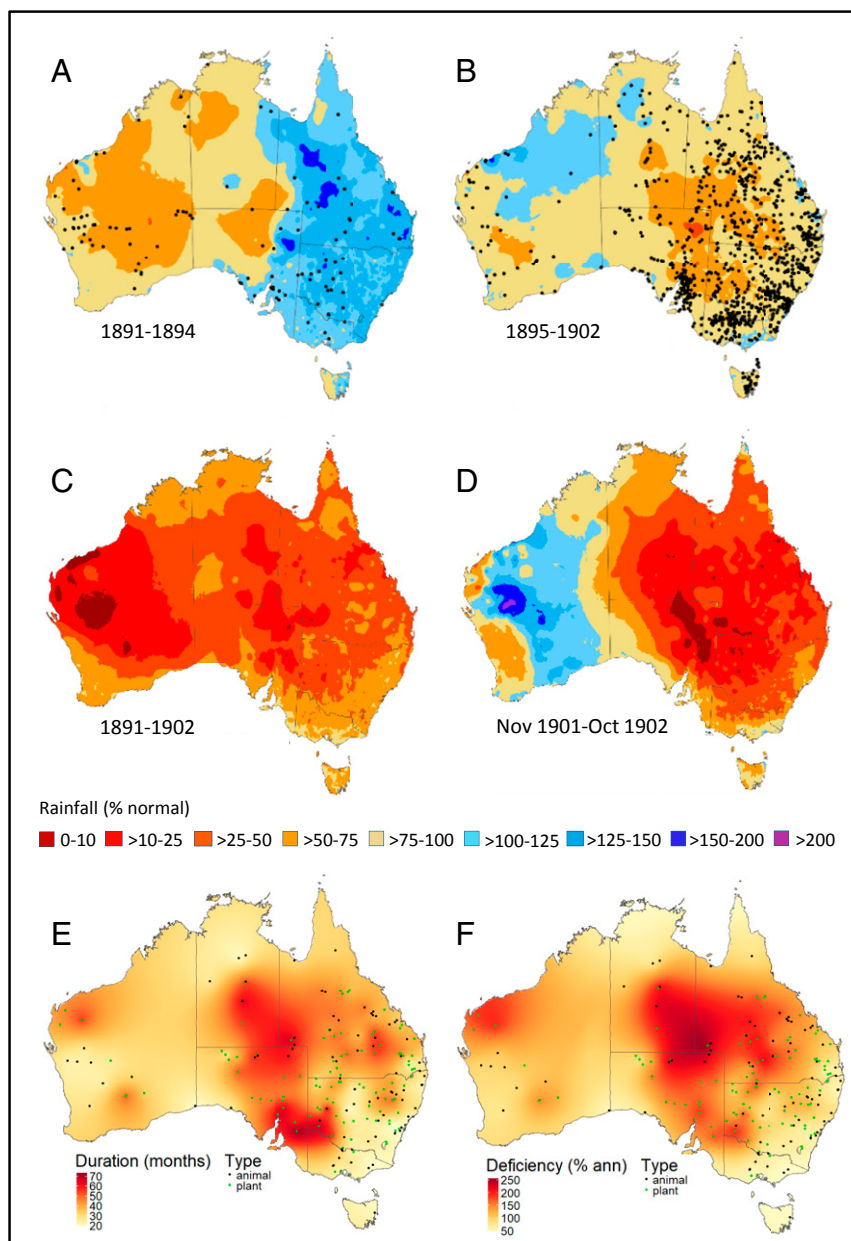 A
B
1891-1894
1895-1902
C
D
1891-1902
Nov 1901-Oct 1902
Rainfall (% normal)
0-10 >10-25 >25-50 >50-75 >75-100 >100-125 >125-150 >150-200 >200
E
F
Duration (months) Type
70 animal
60 plant
50
40
30
20
Deficiency (% ann) Type
250 animal
200 plant
150
100
50